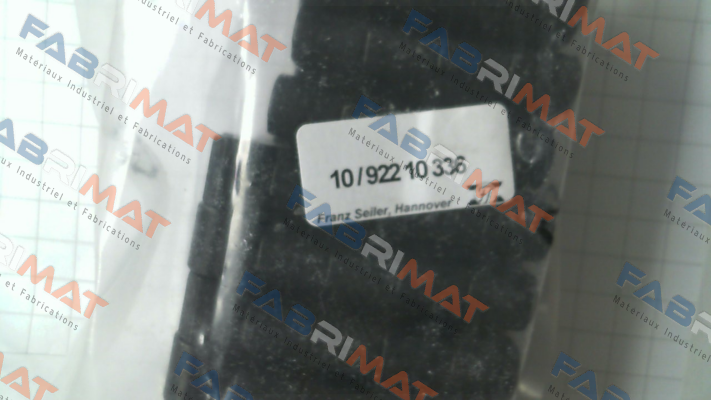 10/922 10 336
Franz Seiler, Hannover
FABRIMAT
Materiaux Industriel et Fabrications